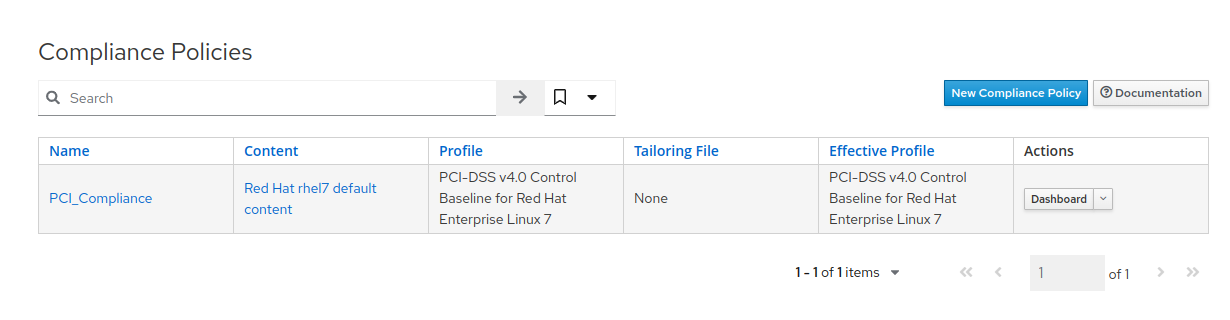 Compliance Policies
Search
New Compliance Policy
Documentation
Name Content Profile Tailoring File Effective Profile Actions
PCI_Compliance
Red Hat rhel7 default
content
PCI-DSS v4.0 Control
Baseline for Red Hat
Enterprise Linux 7
None
PCI-DSS v4.0 Control
Baseline for Red Hat
Enterprise Linux 7
Dashboard
1 - 1 of 1 items
1 of 1